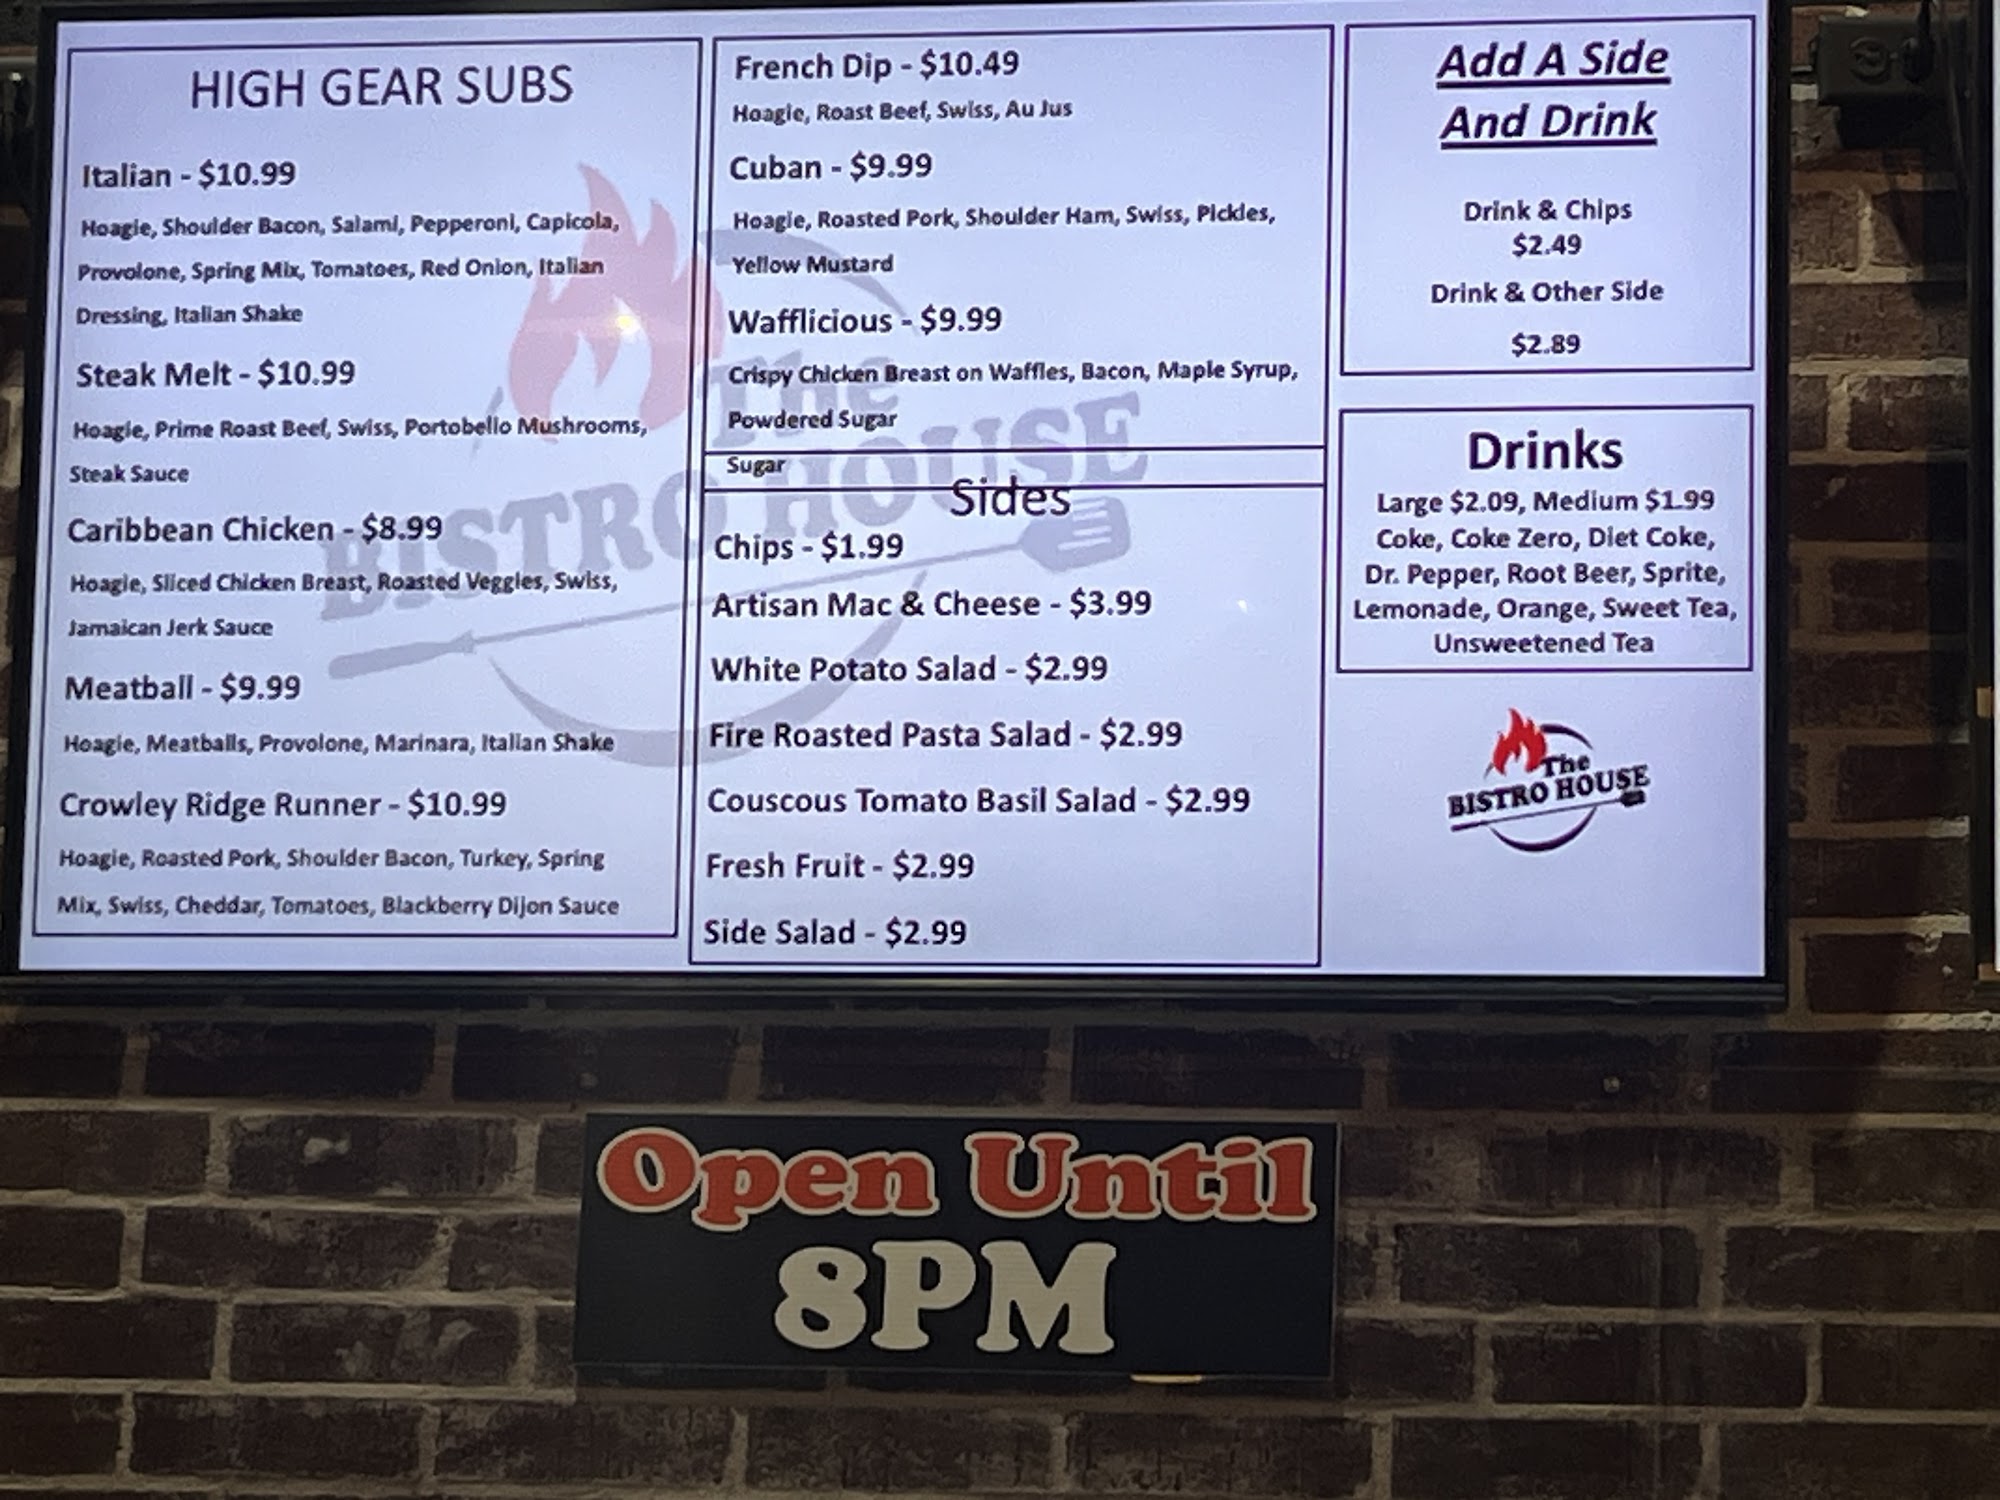 HIGH GEAR SUBS
Italian - $10.99
Hoagie, Shoulder Bacon, Salami, Pepperoni, Capicola,
Provolone, Spring Mix, Tomatoes, Red Onion, Italian
Dressing, Italian Shake
Steak Melt - $10.99
Hoagie, Prime Roast Beef, Swiss, Portobello Mushrooms,
Steak Sauce
Caribbean Chicken - $8.99
Hoagie, Sliced Chicken Breast, Roasted Veggies, Swiss,
Jamaican Jerk Sauce
Meatball - $9.99
Hoagie, Meatballs, Provolone, Marinara, Italian Shake
Crowley Ridge Runner - $10.99
Hoagie, Roasted Pork, Shoulder Bacon, Turkey, Spring
Mix, Swiss, Cheddar, Tomatoes, Blackberry Dijon Sauce
French Dip - $10.49
Hoagie, Roast Beef, Swiss, Au Jus
Cuban - $9.99
Hoagie, Roasted Pork, Shoulder Ham, Swiss, Pickles,
Yellow Mustard
Wafflicious - $9.99
Crispy Chicken Breast on Waffles, Bacon, Maple Syrup,
Powdered Sugar
Sugar
Sides
Chips - $1.99
Artisan Mac & Cheese - $3.99
White Potato Salad - $2.99
Fire Roasted Pasta Salad - $2.99
Couscous Tomato Basil Salad - $2.99
Fresh Fruit - $2.99
Side Salad - $2.99
The
BISTRO HOUSE
Add A Side
And Drink
Drink & Chips
$2.49
Drink & Other Side
$2.89
Drinks
Large $2.09, Medium $1.99
Coke, Coke Zero, Diet Coke,
Dr. Pepper, Root Beer, Sprite,
Lemonade, Orange, Sweet Tea,
Unsweetened Tea
The
BISTRO HOUSE
Open Until
8PM